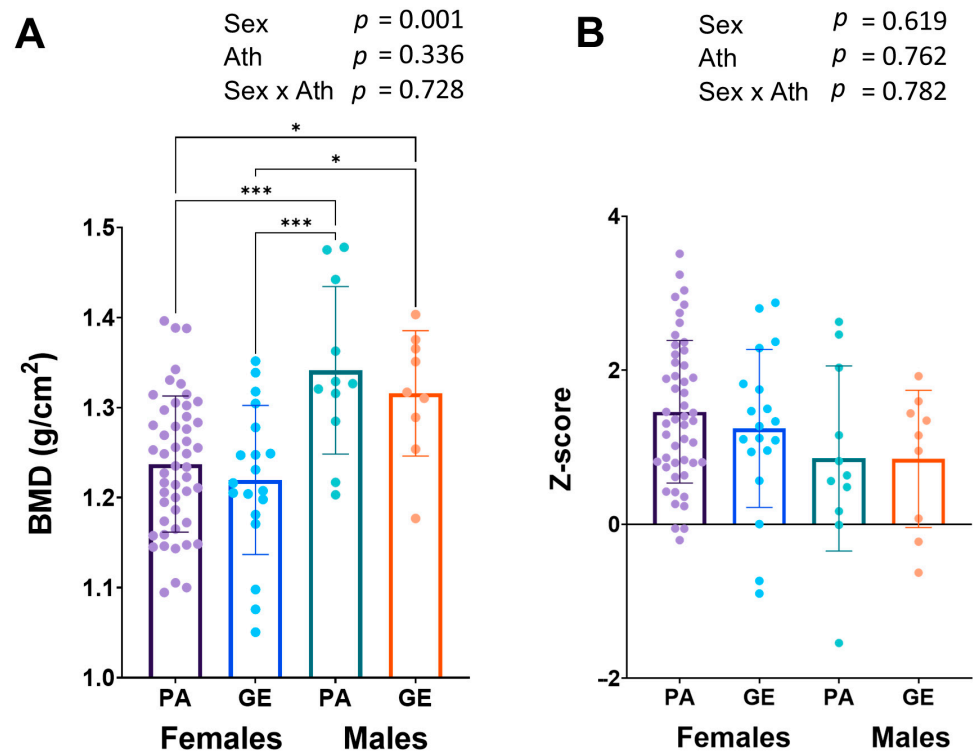 A
Sex p = 0.001
Ath p = 0.336
Sex x Ath p = 0.728
*
*
***
***
BMD (g/cm²)
1.5
1.4
1.3
1.2
1.1
1.0
PA GE PA GE
Females Males
B
Sex p = 0.619
Ath p = 0.762
Sex x Ath p = 0.782
Z-score
4
2
0
–2
PA GE PA GE
Females Males